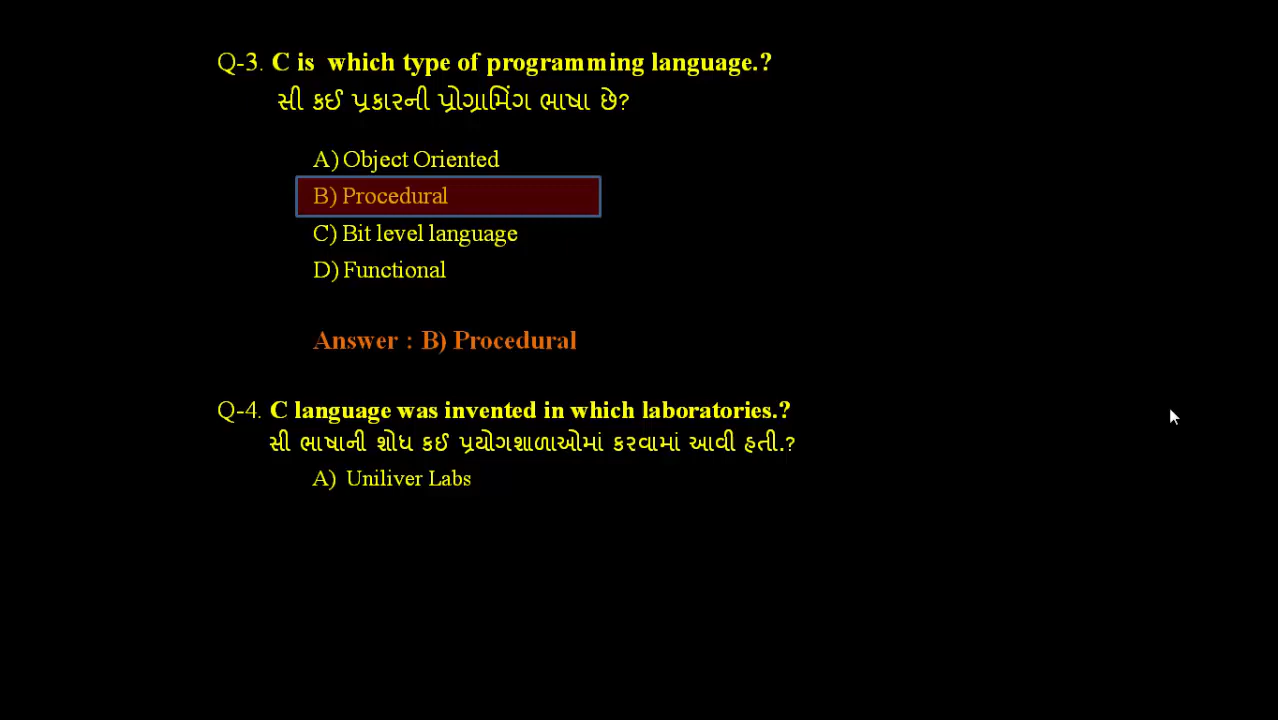 Q-3. C is which type of programming language.?
સી કઈ પ્રકારની પ્રોગ્રામિંગ ભાષા છે?
A) Object Oriented
B) Procedural
C) Bit level language
D) Functional
Answer : B) Procedural
Q-4. C language was invented in which laboratories.?
સી ભાષાની શોધ કઈ પ્રયોગશાળાઓમાં કરવામાં આવી હતી.?
A) Uniliver Labs